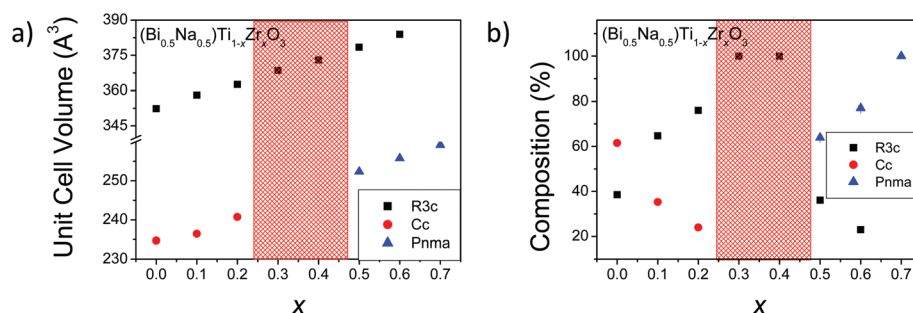 a)
(Bi0.5Na0.5)Ti1-xZrxO3
Unit Cell Volume (A3)
390
375
360
345
250
240
230
0.0 0.1 0.2 0.3 0.4 0.5 0.6 0.7
x
R3c
Cc
Pnma
b)
(Bi0.5Na0.5)Ti1-xZrxO3
Composition (%)
100
80
60
40
20
0.0 0.1 0.2 0.3 0.4 0.5 0.6 0.7
x
R3c
Cc
Pnma